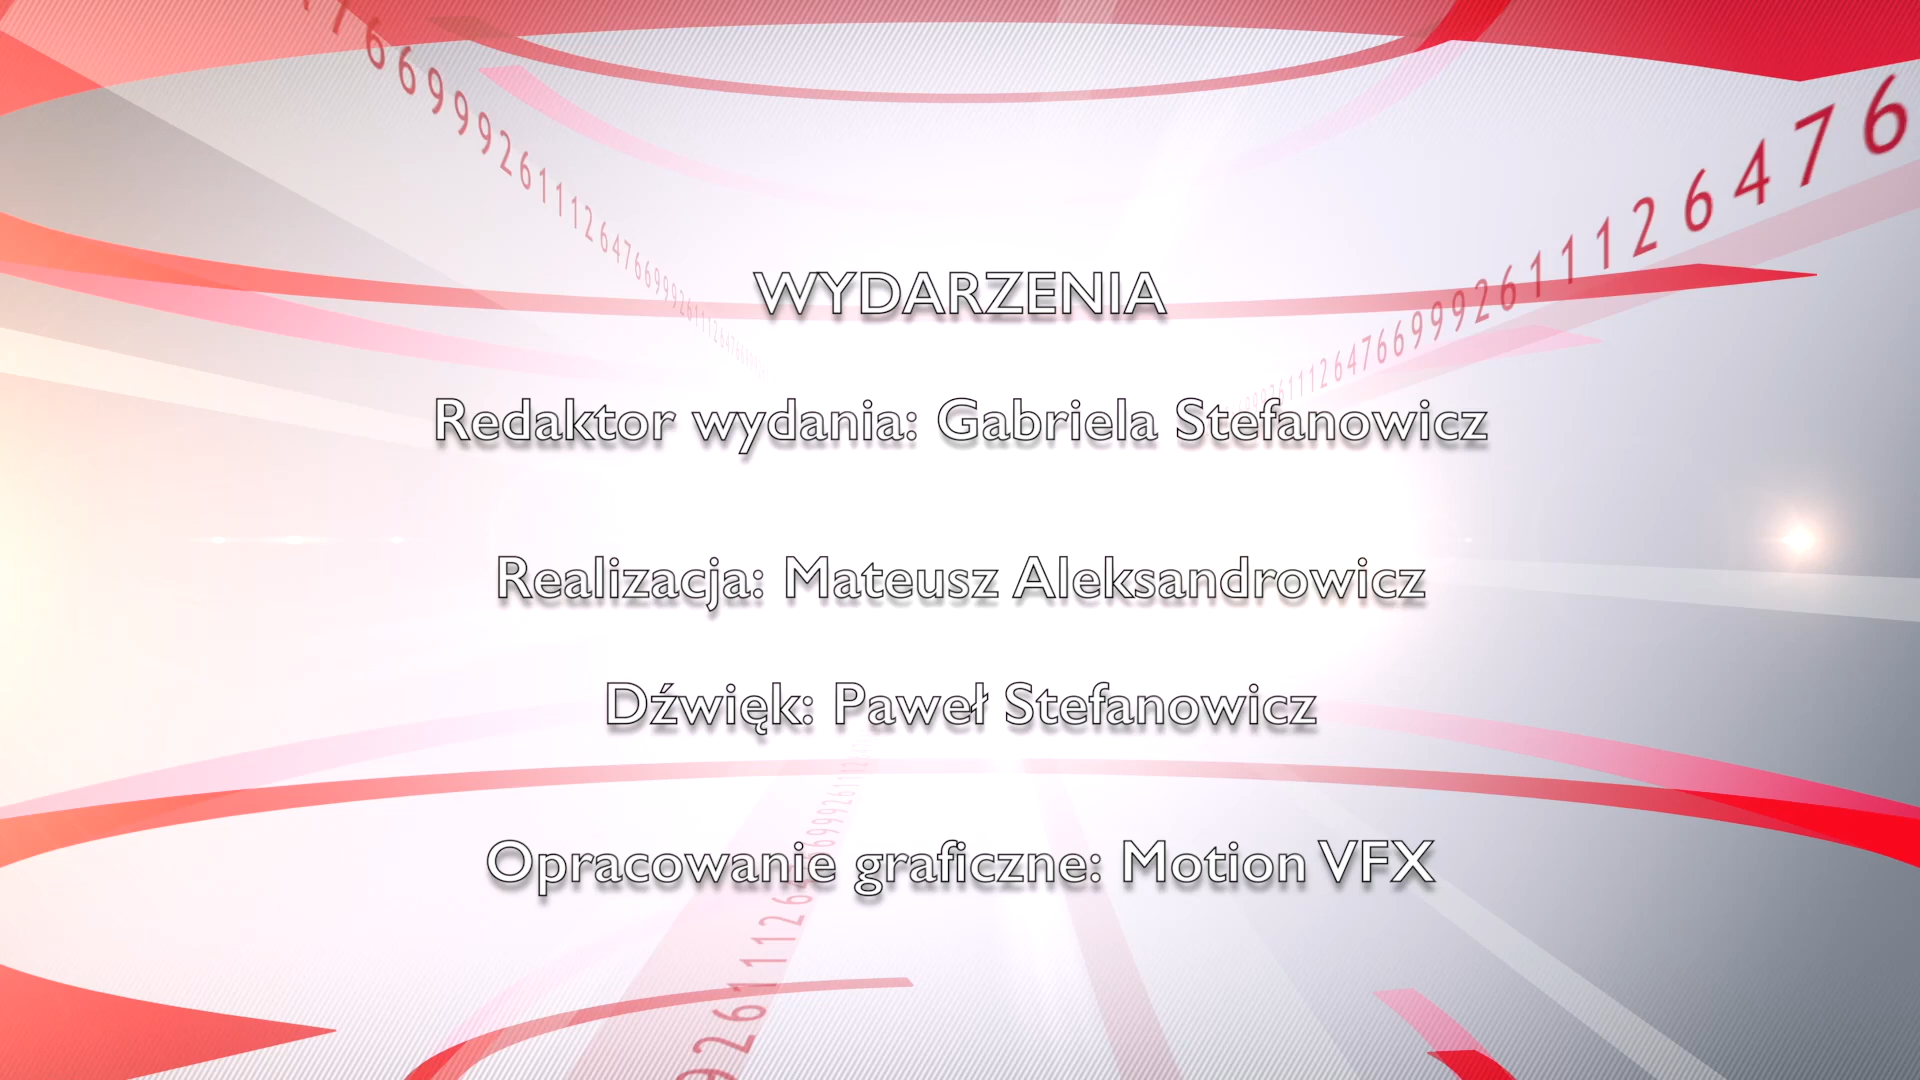 WYDARZENIA
Redaktor wydania: Gabriela Stefanowicz
Realizacja: Mateusz Aleksandrowicz
Dźwięk: Paweł Stefanowicz
Opracowanie graficzne: Motion VFX